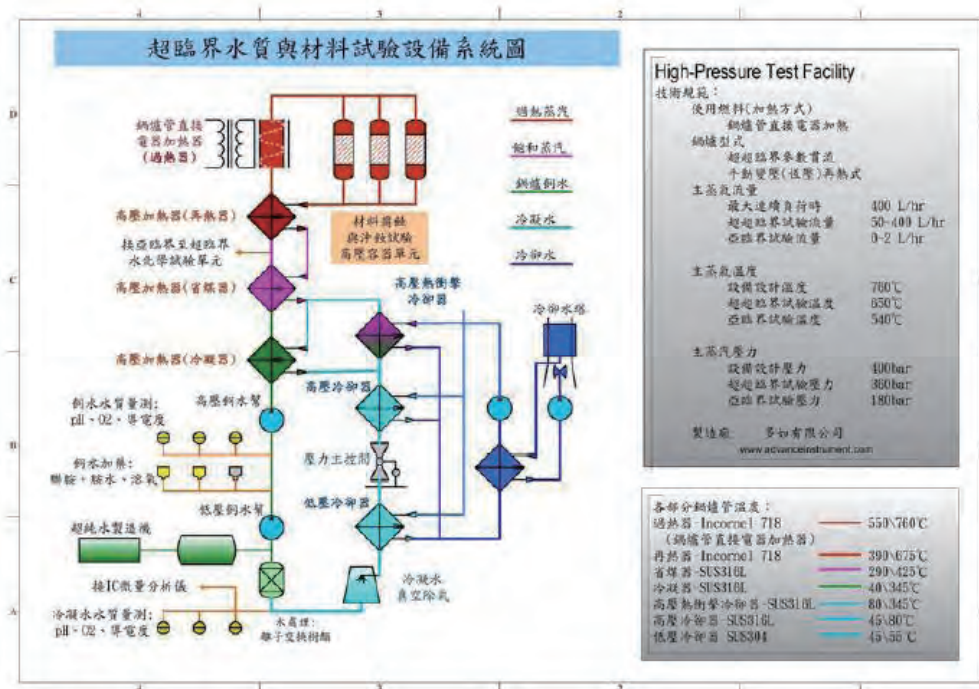 超臨界水質與材料試驗設備系統圖
鍋爐管直接
電器加熱器
(過熱器)
高壓加熱器(再熱器)
接亞臨界至超臨界
水化學試驗單元
高壓加熱器(省煤器)
高壓加熱器(冷凝器)
材料腐蝕
與沖蝕試驗
高壓容器單元
過熱蒸汽
飽和蒸汽
鍋爐飼水
冷凝水
冷卻水
高壓熱衝擊
冷卻器
冷卻水塔
飼水水質量測:
pH、O2、導電度
高壓飼水幫
高壓冷卻器
飼水加藥:
聯胺、胺水、溶氧
壓力主控閥
低壓飼水幫
低壓冷卻器
超純水製造機
接IC微量分析儀
冷凝水
真空除氣
冷凝水水質量測:
pH、O2、導電度
水處理:
離子交換樹酯
High-Pressure Test Facility
技術規範:
使用燃料(加熱方式)
鍋爐管直接電器加熱
鍋爐型式
超超臨界參數貫流
手動變壓(恆壓)再熱式
主蒸氣流量
最大連續負荷時 400 L/hr
超超臨界試驗流量 50-400 L/hr
亞臨界試驗流量 0-2 L/hr
主蒸氣溫度
設備設計溫度 760℃
超超臨界試驗溫度 650℃
亞臨界試驗溫度 540℃
主蒸汽壓力
設備設計壓力 400bar
超超臨界試驗壓力 360bar
亞臨界試驗壓力 180bar
製造廠 多如有限公司
www.advanceinstrument.com
各部分鍋爐管溫度:
過熱器-Incornel 718 550\760℃
(鍋爐管直接電器加熱器)
再熱器-Incornel 718 390\675℃
省煤器-SUS316L 290\425℃
冷凝器-SUS316L 40\345℃
高壓熱衝擊冷卻器-SUS316L 80\345℃
高壓冷卻器-SUS316L 45\80℃
低壓冷卻器 SUS304 45\55℃